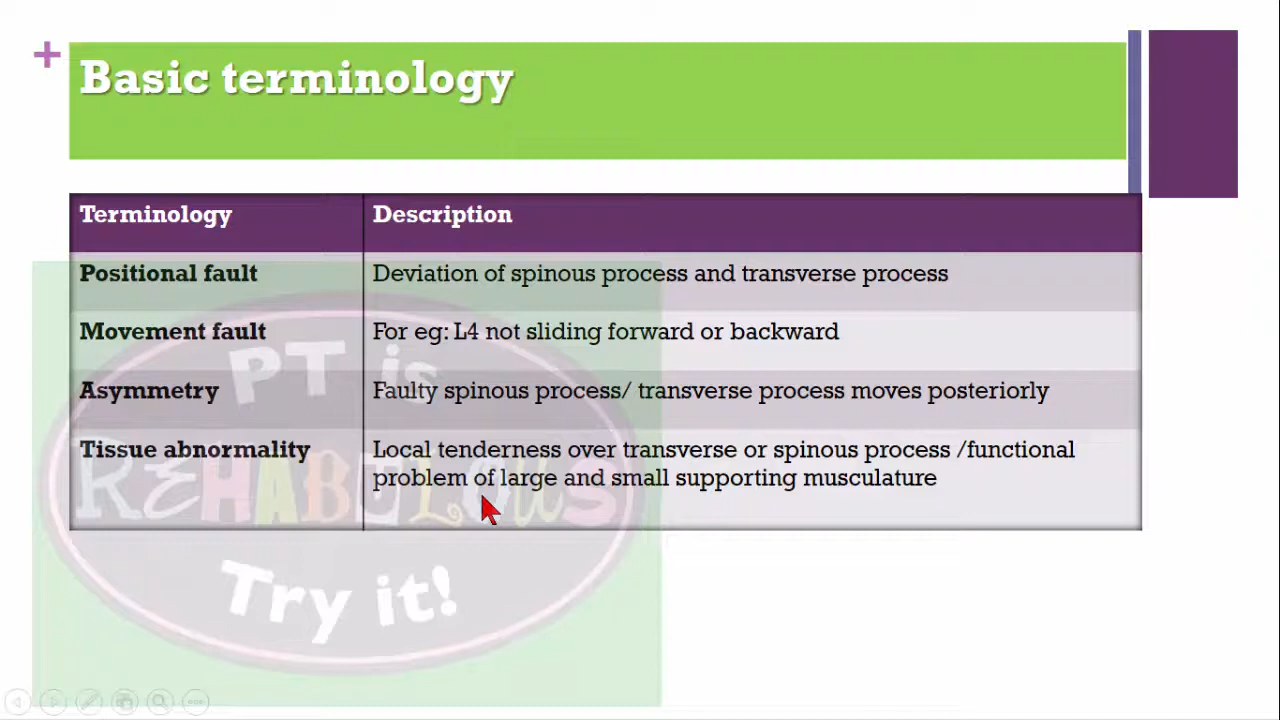 +
Basic terminology
Terminology Description
Positional fault Deviation of spinous process and transverse process
Movement fault For eg: L4 not sliding forward or backward
Asymmetry Faulty spinous process/ transverse process moves posteriorly
Tissue abnormality Local tenderness over transverse or spinous process /functional
problem of large and small supporting musculature
PT is
REHABELOUS
Try it!